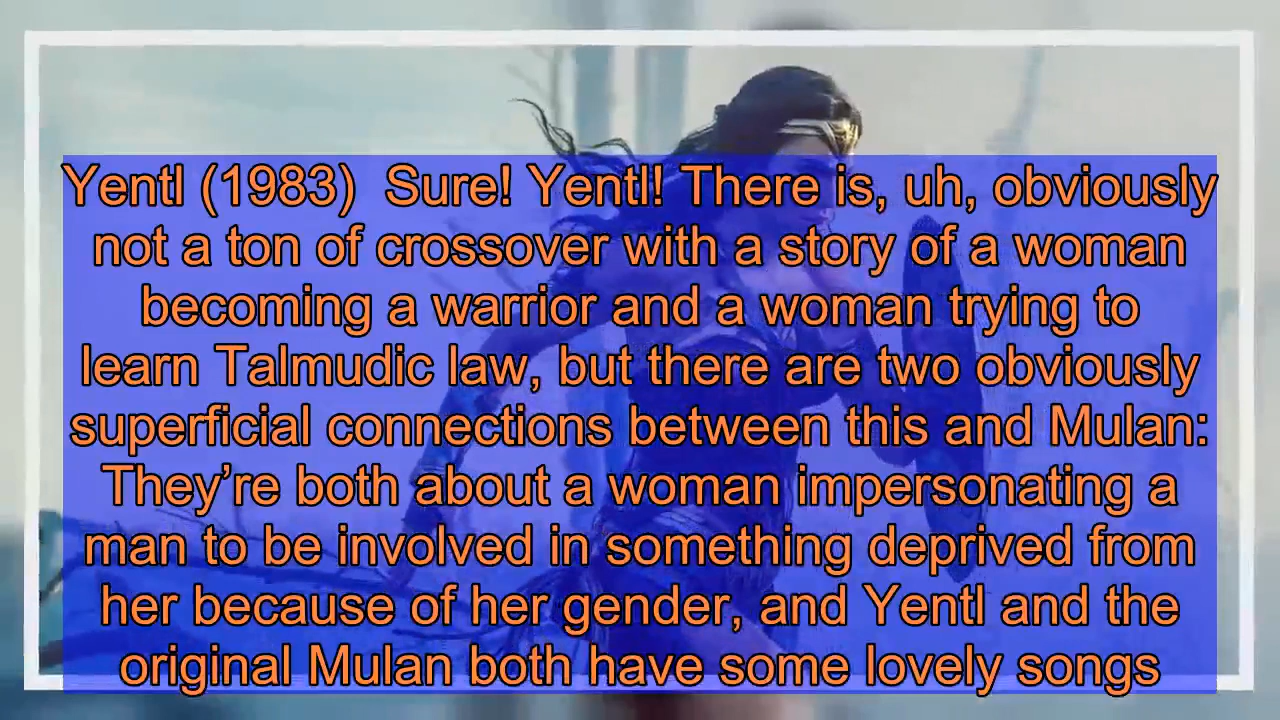 Yentl (1983)  Sure! Yentl! There is, uh, obviously
not a ton of crossover with a story of a woman
becoming a warrior and a woman trying to
learn Talmudic law, but there are two obviously
superficial connections between this and Mulan:
They’re both about a woman impersonating a
man to be involved in something deprived from
her because of her gender, and Yentl and the
original Mulan both have some lovely songs